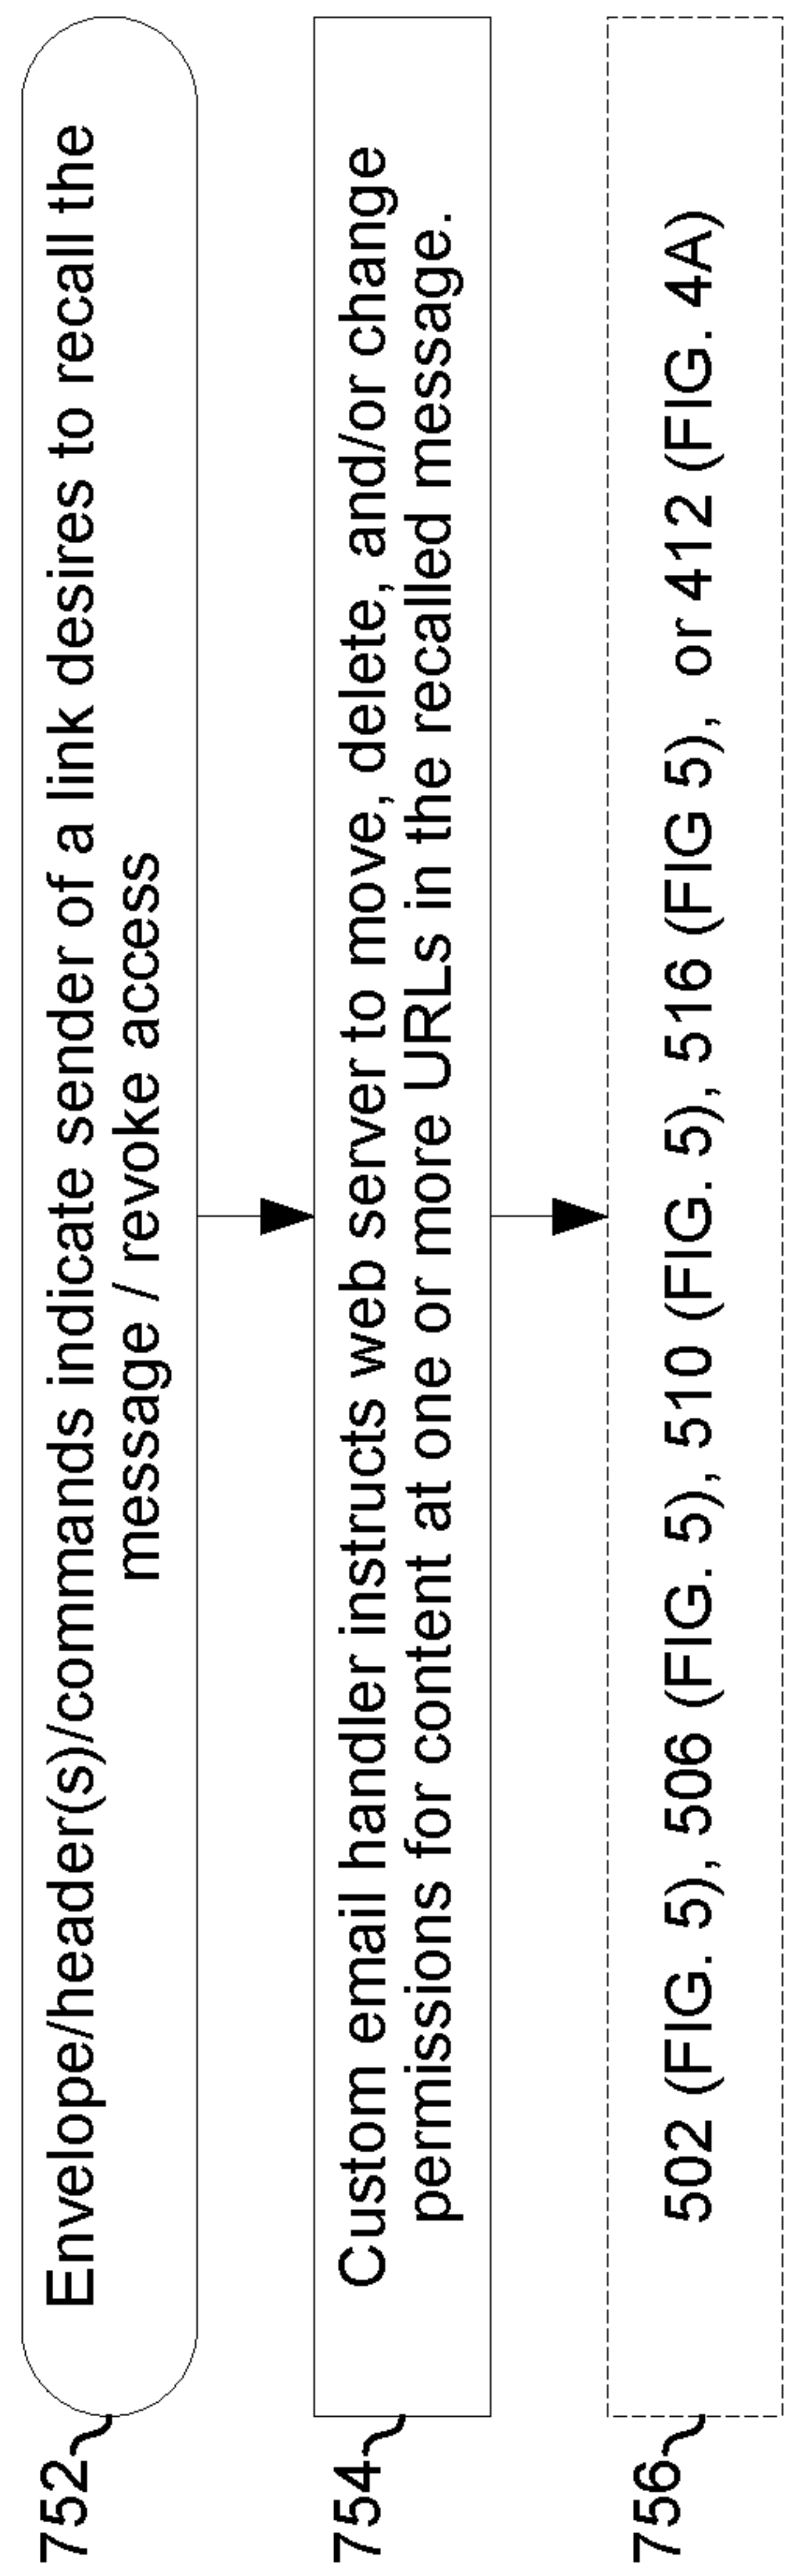 752
Envelope/header(s)/commands indicate sender of a link desires to recall the
message / revoke access
754
Custom email handler instructs web server to move, delete, and/or change
permissions for content at one or more URLs in the recalled message.
756
502 (FIG. 5), 506 (FIG. 5), 510 (FIG. 5), 516 (FIG 5), or 412 (FIG. 4A)